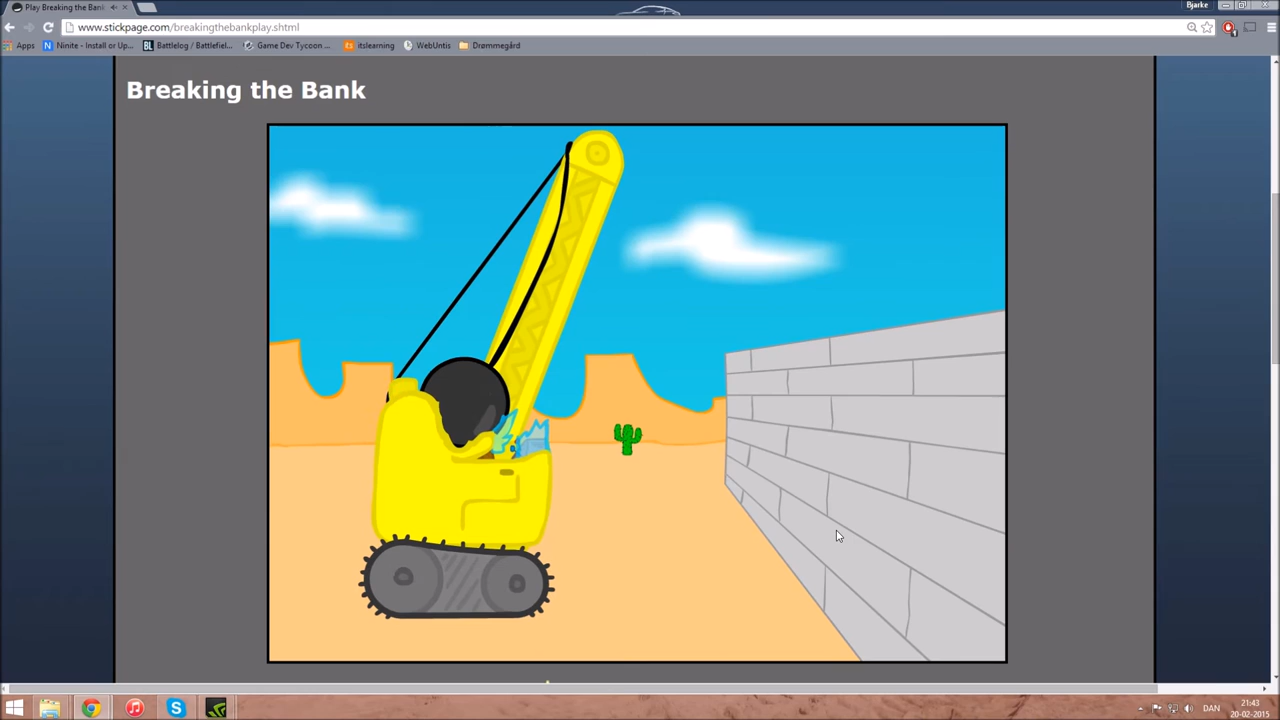 Play Breaking the Bank
Bjarke
www.stickpage.com/breakingthebankplay.shtml
Apps
Ninite - Install or Up...
Battlelog / Battlefiel...
Game Dev Tycoon ...
itslearning
WebUntis
Drømmegård
Breaking the Bank
DAN
21:43
20-02-2015